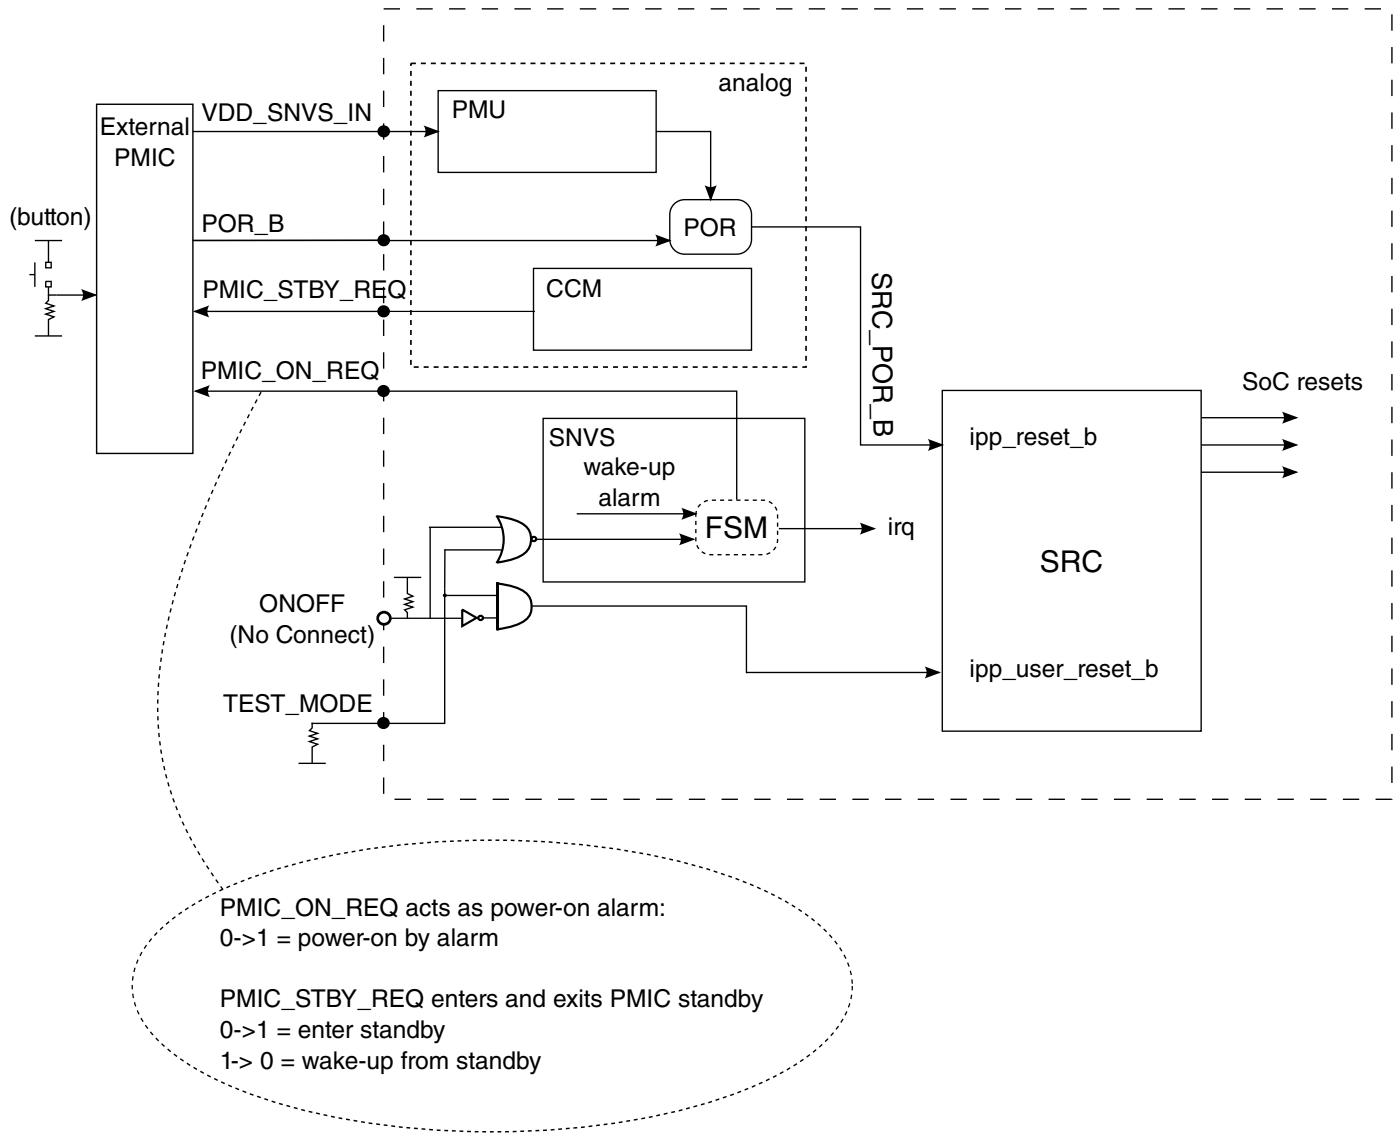 analog
VDD_SNVS_IN
PMU
External
PMIC
(button)
POR_B
POR
PMIC_STBY_REQ
CCM
SRC_POR_B
PMIC_ON_REQ
SoC resets
SNVS
wake-up
alarm
FSM
irq
ipp_reset_b
SRC
ONOFF
(No Connect)
ipp_user_reset_b
TEST_MODE
PMIC_ON_REQ acts as power-on alarm:
0->1 = power-on by alarm
PMIC_STBY_REQ enters and exits PMIC standby
0->1 = enter standby
1-> 0 = wake-up from standby